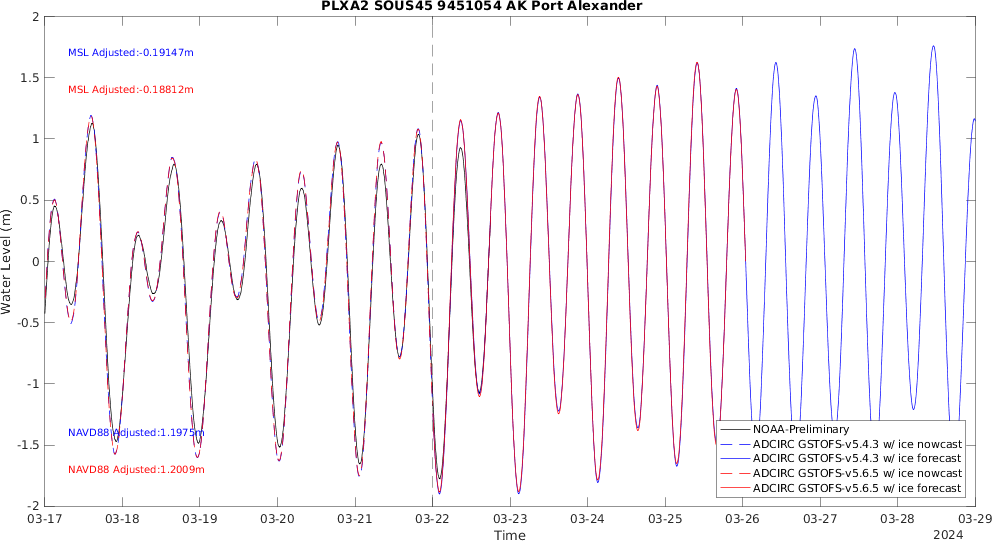 PLXA2 SOUS45 9451054 AK Port Alexander
2
MSL Adjusted:-0.19147m
1.5
MSL Adjusted:-0.18812m
1
0.5
0
-0.5
-1
-1.5
-2
Water Level (m)
NAVD88 Adjusted:1.1975m
NAVD88 Adjusted:1.2009m
NOAA-Preliminary
ADCIRC GSTOFS-v5.4.3 w/ ice nowcast
ADCIRC GSTOFS-v5.4.3 w/ ice forecast
ADCIRC GSTOFS-v5.6.5 w/ ice nowcast
ADCIRC GSTOFS-v5.6.5 w/ ice forecast
03-17 03-18 03-19 03-20 03-21 03-22 03-23 03-24 03-25 03-26 03-27 03-28 03-29
Time
2024